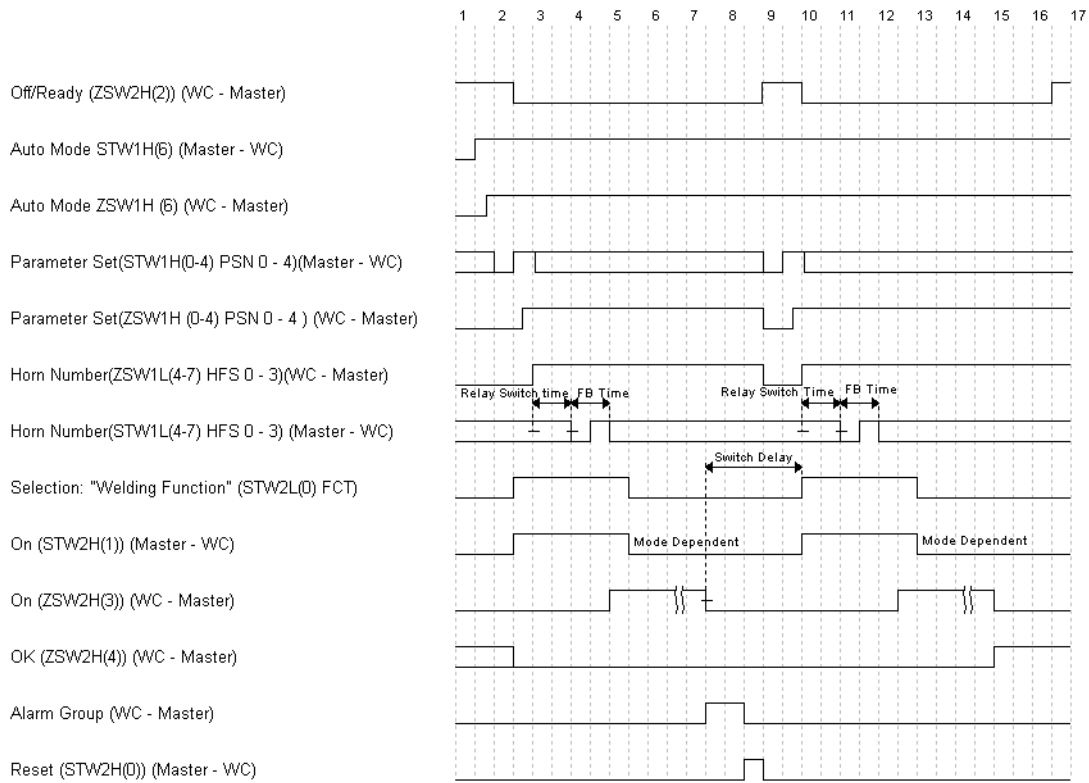 1 2 3 4 5 6 7 8 9 10 11 12 13 14 15 16 17
Off/Ready (ZSW2H(2)) (WC - Master)
Auto Mode STW1H(6) (Master - WC)
Auto Mode ZSW1H (6) (WC - Master)
Parameter Set(STW1H(0-4) PSN 0 - 4)(Master - WC)
Parameter Set(ZSW1H (0-4) PSN 0 - 4 ) (WC - Master)
Horn Number(ZSW1L(4-7) HFS 0 - 3)(WC - Master)
Relay Switch time FB Time Relay Switch Time FB Time
Horn Number(STW1L(4-7) HFS 0 - 3) (Master - WC)
Switch Delay
Selection: "Welding Function" (STW2L(0) FCT)
On (STW2H(1)) (Master - WC) Mode Dependent Mode Dependent
On (ZSW2H(3)) (WC - Master)
OK (ZSW2H(4)) (WC - Master)
Alarm Group (WC - Master)
Reset (STW2H(0)) (Master - WC)